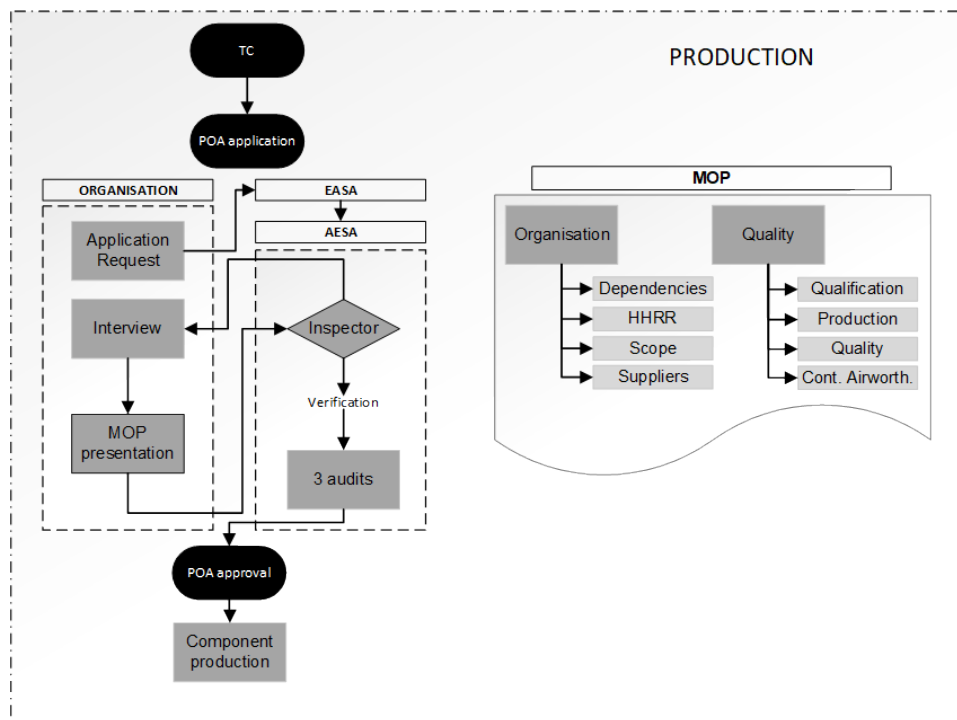 TC
PRODUCTION
POA application
ORGANISATION
EASA
AESA
Application
Request
Interview
Inspector
Verification
MOP
presentation
3 audits
POA approval
Component
production
MOP
Organisation
Dependencies
HHRR
Scope
Suppliers
Quality
Qualification
Production
Quality
Cont. Airworth.